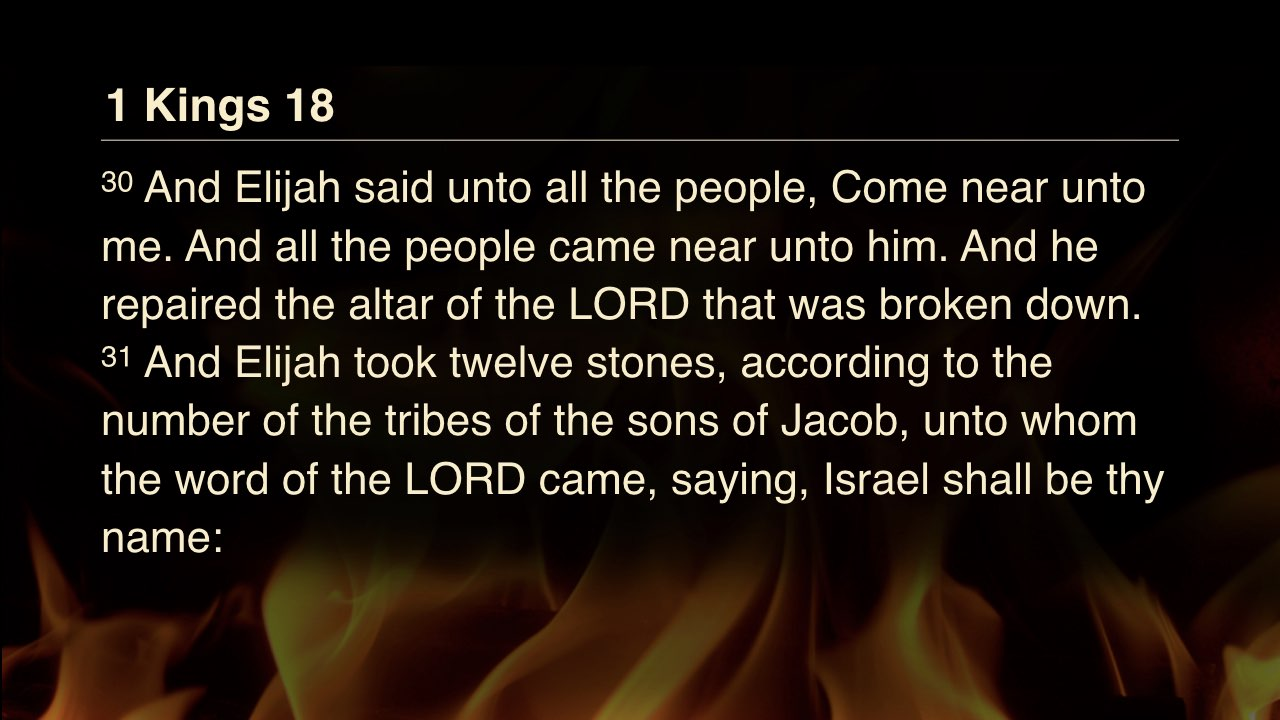 1 Kings 18
30 And Elijah said unto all the people, Come near unto
me. And all the people came near unto him. And he
repaired the altar of the LORD that was broken down.
31 And Elijah took twelve stones, according to the
number of the tribes of the sons of Jacob, unto whom
the word of the LORD came, saying, Israel shall be thy
name: